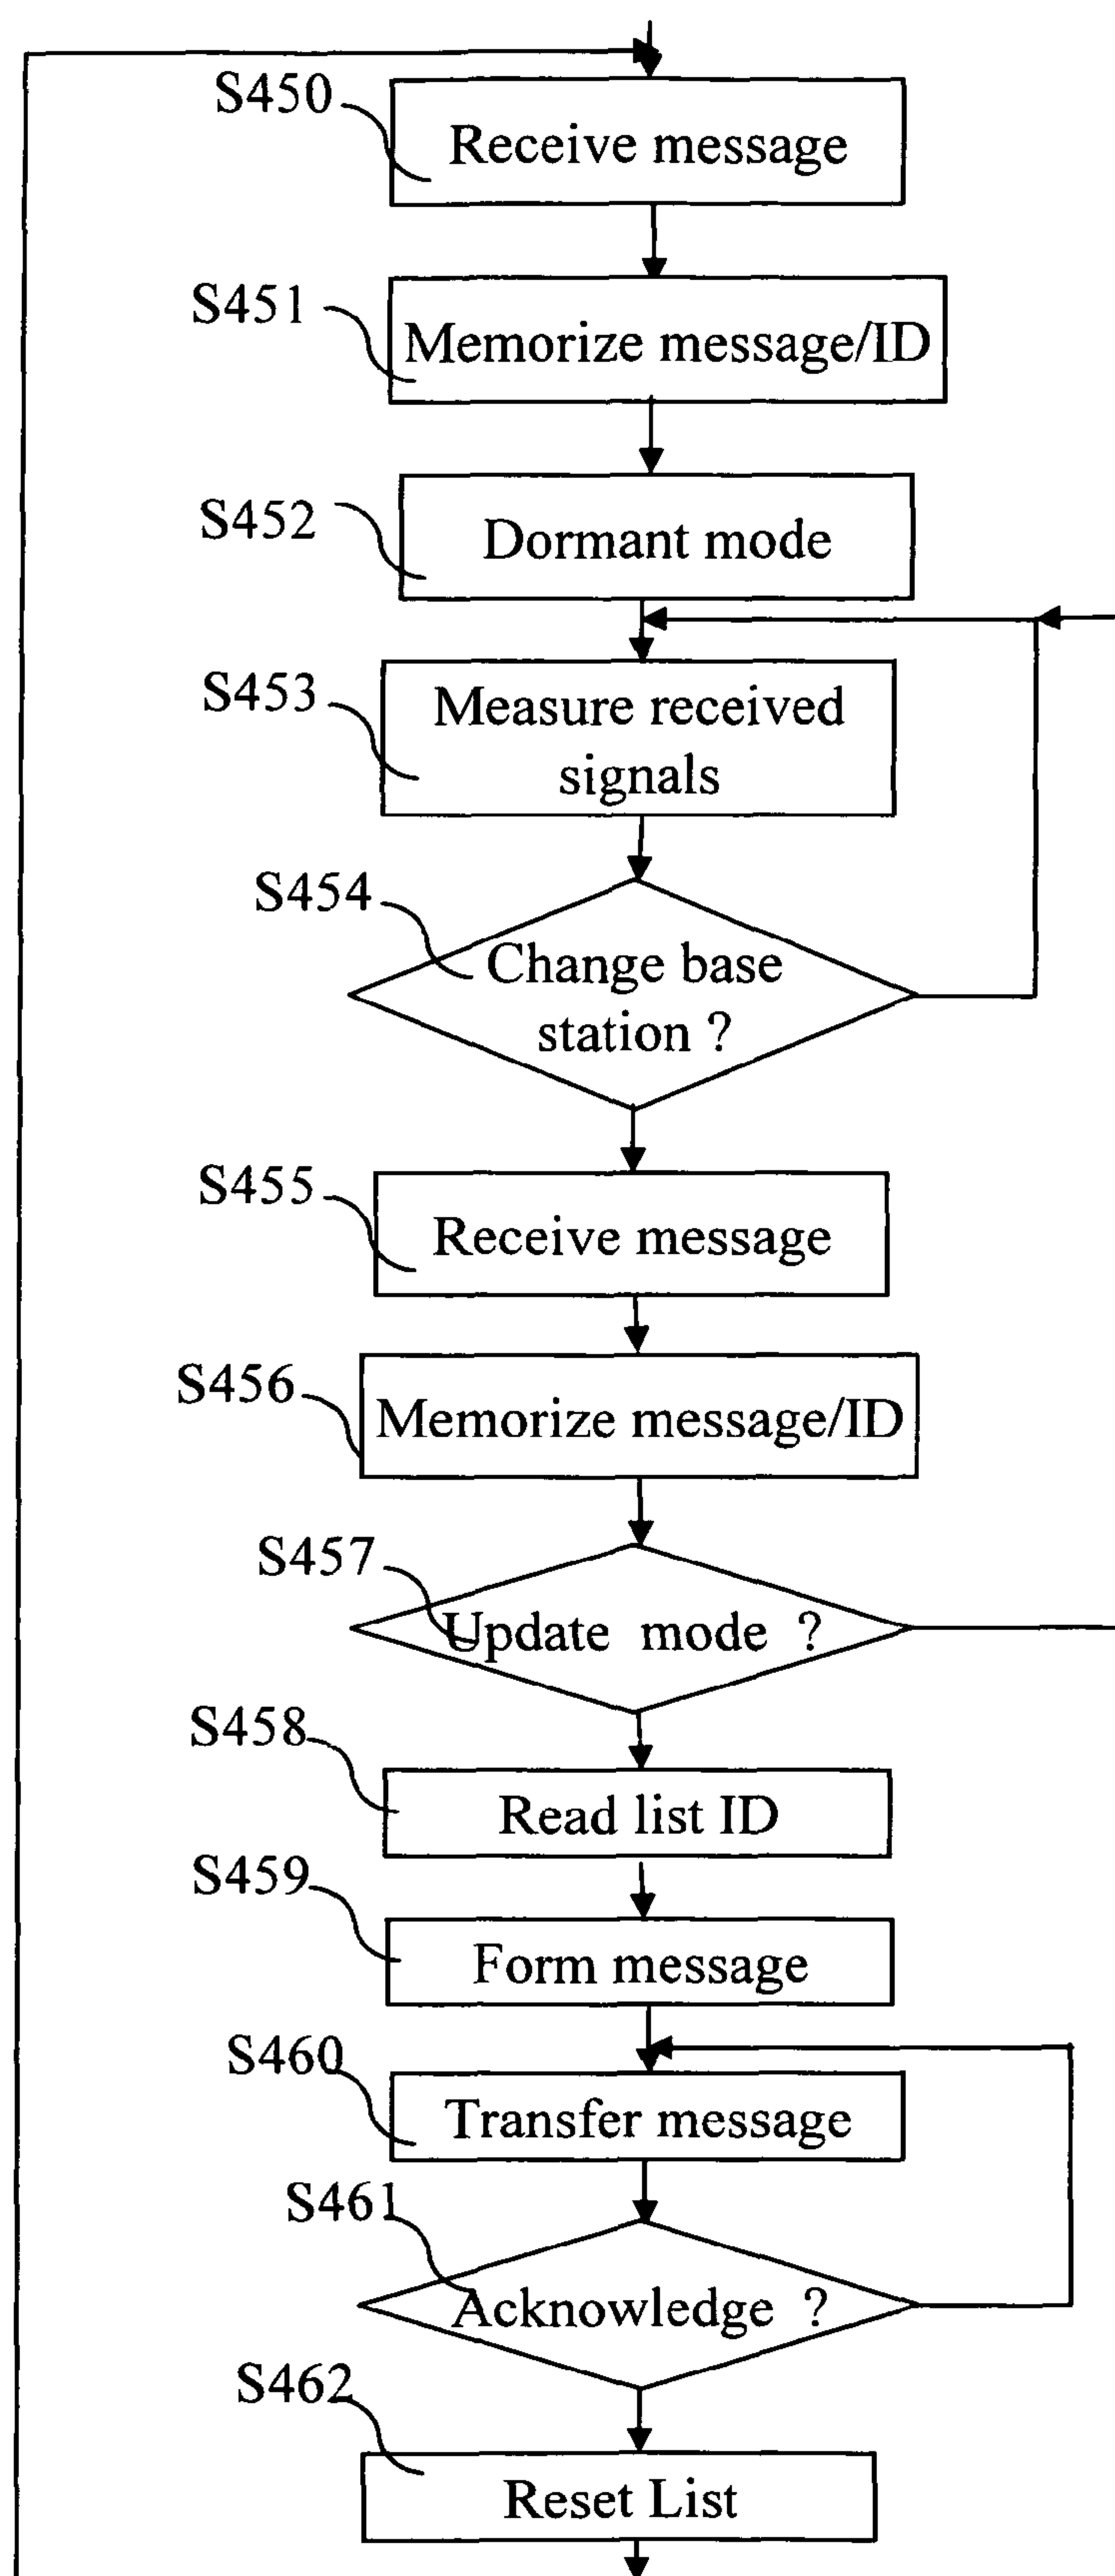 S450
Receive message
S451
Memorize message/ID
S452
Dormant mode
S453
Measure received
signals
S454
Change base
station ?
S455
Receive message
S456
Memorize message/ID
S457
Update mode ?
S458
Read list ID
S459
Form message
S460
Transfer message
S461
Acknowledge ?
S462
Reset List